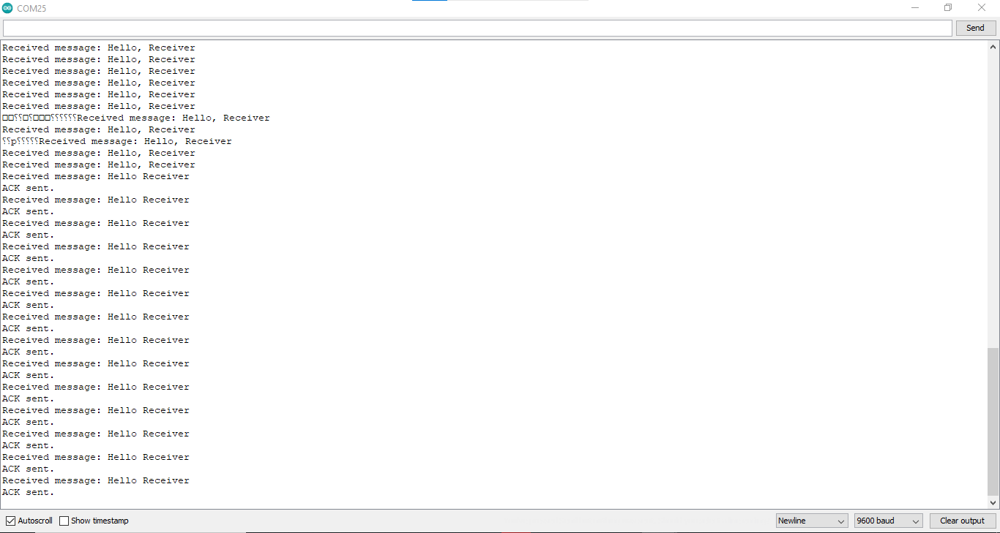 COM25
Send
Received message: Hello, Receiver
Received message: Hello, Receiver
Received message: Hello, Receiver
Received message: Hello, Receiver
Received message: Hello, Receiver
Received message: Hello, Receiver
□□⸮⸮□⸮□□□⸮⸮⸮⸮⸮⸮Received message: Hello, Receiver
Received message: Hello, Receiver
⸮⸮p⸮⸮⸮⸮⸮Received message: Hello, Receiver
Received message: Hello, Receiver
Received message: Hello, Receiver
Received message: Hello Receiver
ACK sent.
Received message: Hello Receiver
ACK sent.
Received message: Hello Receiver
ACK sent.
Received message: Hello Receiver
ACK sent.
Received message: Hello Receiver
ACK sent.
Received message: Hello Receiver
ACK sent.
Received message: Hello Receiver
ACK sent.
Received message: Hello Receiver
ACK sent.
Received message: Hello Receiver
ACK sent.
Received message: Hello Receiver
ACK sent.
Received message: Hello Receiver
ACK sent.
Received message: Hello Receiver
ACK sent.
Received message: Hello Receiver
ACK sent.
Received message: Hello Receiver
ACK sent.
Autoscroll Show timestamp Newline 9600 baud Clear output